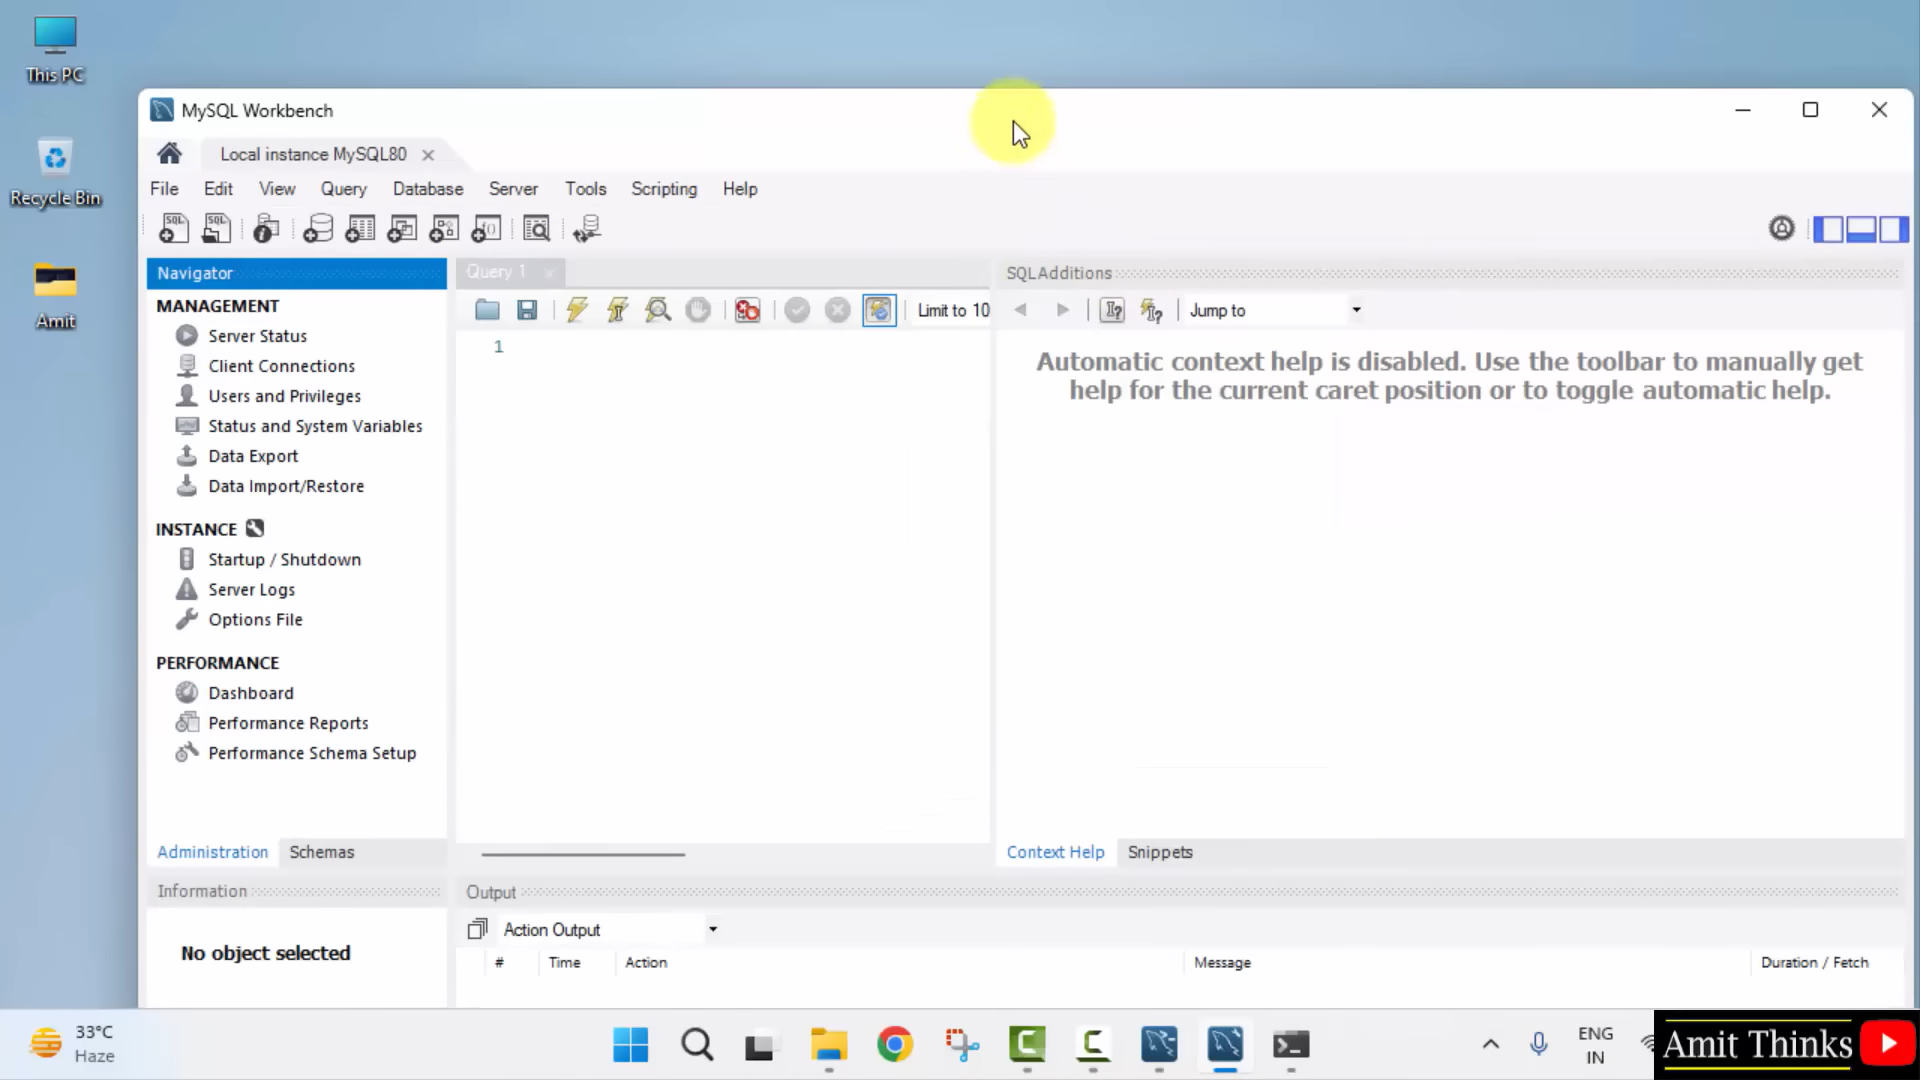 This PC
Recycle Bin
Amit
MySQL Workbench
Local instance MySQL80
File Edit View Query Database Server Tools Scripting Help
SQL SQL
Navigator
MANAGEMENT
Server Status
Client Connections
Users and Privileges
Status and System Variables
Data Export
Data Import/Restore
INSTANCE
Startup / Shutdown
Server Logs
Options File
PERFORMANCE
Dashboard
Performance Reports
Performance Schema Setup
Administration Schemas
Information
No object selected
Query 1
Limit to 10
1
SQLAdditions
Jump to
Automatic context help is disabled. Use the toolbar to manually get
help for the current caret position or to toggle automatic help.
Context Help Snippets
Output
Action Output
# Time Action Message Duration / Fetch
33°C
Haze
ENG
IN
Amit Thinks